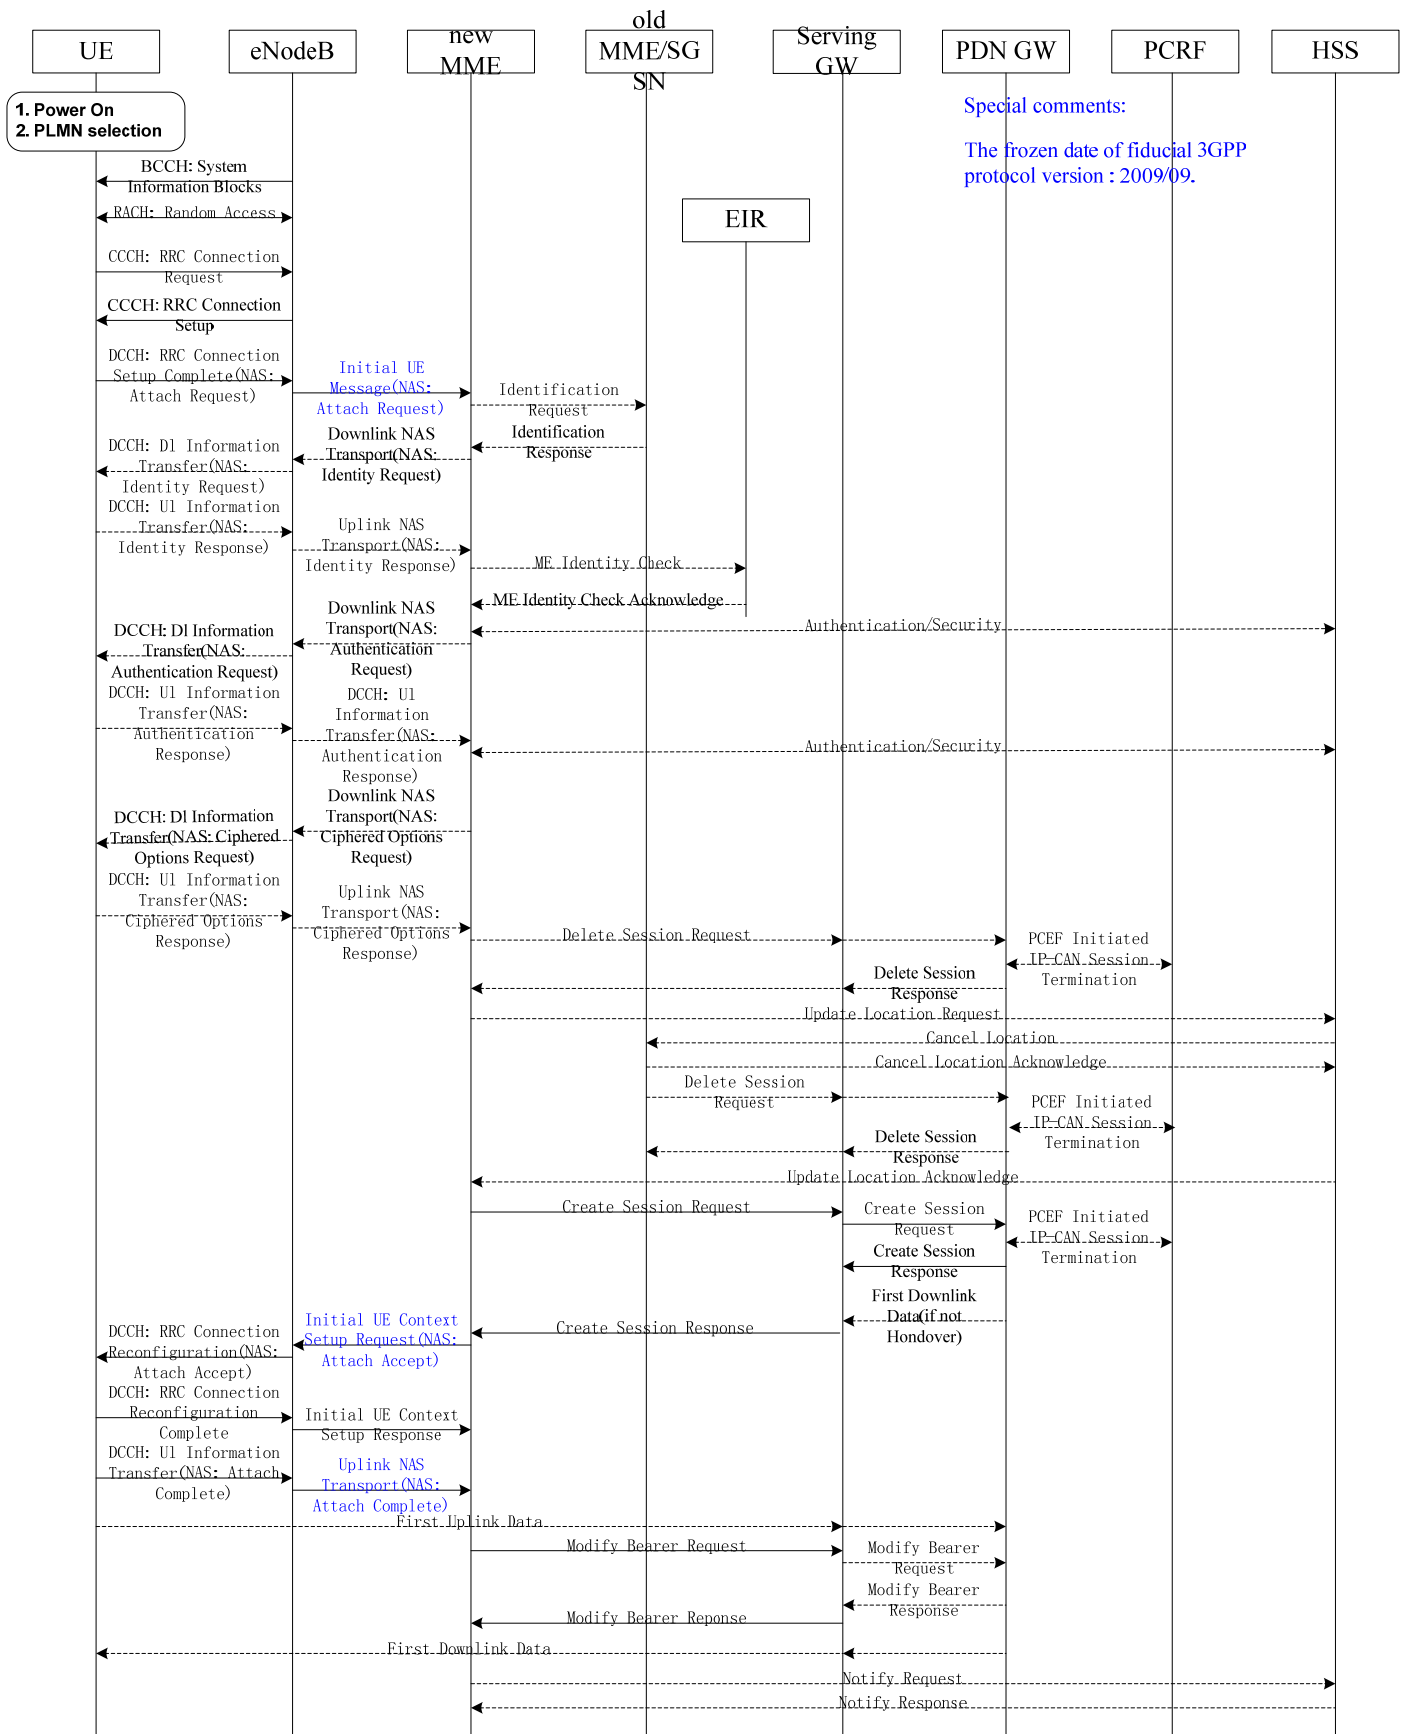 UE
eNodeB
new
MME
old
MME/SG
SN
Serving
GW
PDN GW
PCRF
HSS
1. Power On
2. PLMN selection
Special comments:
The frozen date of fiducial 3GPP
protocol version : 2009/09.
BCCH: System
Information Blocks
RACH: Random Access
EIR
CCCH: RRC Connection
Request
CCCH: RRC Connection
Setup
DCCH: RRC Connection
Setup Complete(NAS:
Attach Request)
Initial UE
Message(NAS:
Attach Request)
Identification
Request
Identification
Response
Downlink NAS
Transport(NAS:
Identity Request)
DCCH: Dl Information
Transfer(NAS:
Identity Request)
DCCH: Ul Information
Transfer(NAS:
Identity Response)
Uplink NAS
Transport(NAS:
Identity Response)
ME Identity Check
ME Identity Check Acknowledge
Authentication/Security
Downlink NAS
Transport(NAS:
Authentication
Request)
DCCH: Dl Information
Transfer(NAS:
Authentication Request)
DCCH: Ul Information
Transfer(NAS:
Authentication
Response)
DCCH: Ul
Information
Transfer(NAS:
Authentication
Response)
Authentication/Security
Downlink NAS
Transport(NAS:
Ciphered Options
Request)
DCCH: Dl Information
Transfer(NAS: Ciphered
Options Request)
DCCH: Ul Information
Transfer(NAS:
Ciphered Options
Response)
Uplink NAS
Transport(NAS:
Ciphered Options
Response)
Delete Session Request
PCEF Initiated
IP-CAN Session
Termination
Delete Session
Response
Update Location Request
Cancel Location
Cancel Location Acknowledge
Delete Session
Request
PCEF Initiated
IP-CAN Session
Termination
Delete Session
Response
Update Location Acknowledge
Create Session Request
Create Session
Request
PCEF Initiated
IP-CAN Session
Termination
Create Session
Response
First Downlink
Data(if not
Hondover)
Create Session Response
Initial UE Context
Setup Request(NAS:
Attach Accept)
DCCH: RRC Connection
Reconfiguration(NAS:
Attach Accept)
DCCH: RRC Connection
Reconfiguration
Complete
Initial UE Context
Setup Response
DCCH: Ul Information
Transfer(NAS: Attach
Complete)
Uplink NAS
Transport(NAS:
Attach Complete)
First Uplink Data
Modify Bearer Request
Modify Bearer
Request
Modify Bearer
Response
Modify Bearer Reponse
First Downlink Data
Notify Request
Notify Response